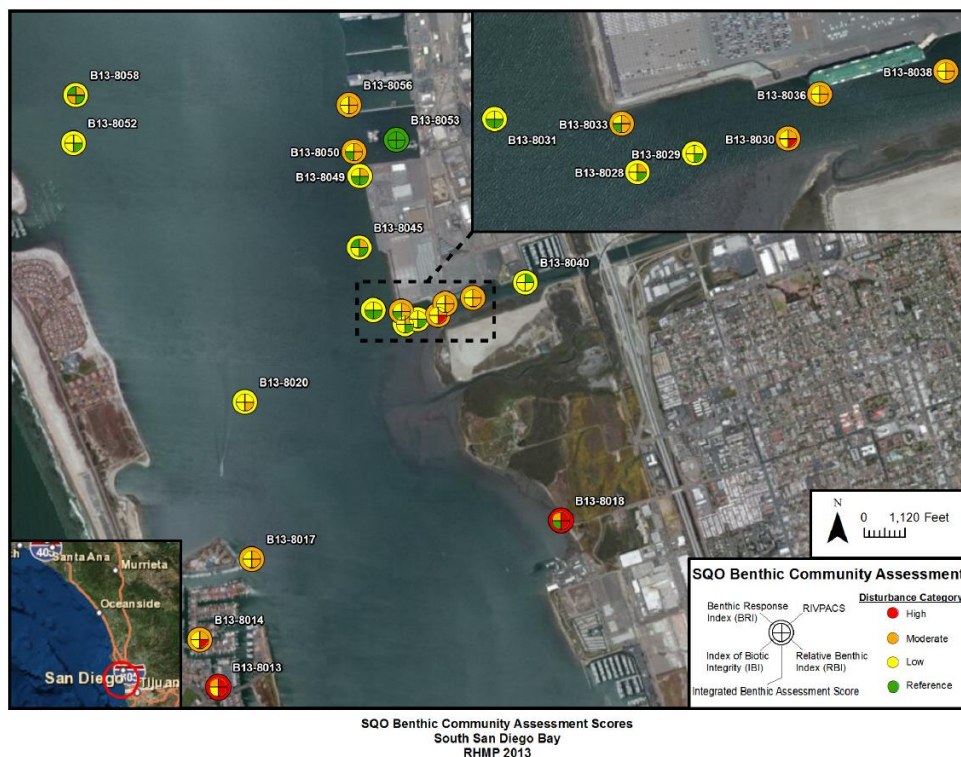 B13-8058
B13-8052
B13-8056
B13-8053
B13-8050
B13-8049
B13-8045
B13-8040
B13-8038
B13-8036
B13-8033
B13-8031
B13-8030
B13-8029
B13-8028
B13-8020
B13-8018
B13-8017
B13-8014
B13-8013
N
0 1,120 Feet
SQO Benthic Community Assessment
Benthic Response
Index (BRI)
RIVPACS
Index of Biotic
Integrity (IBI)
Relative Benthic
Index (RBI)
Integrated Benthic Assessment Score
Disturbance Category
High
Moderate
Low
Reference
405
Santa Ana
Murrieta
Oceanside
San Diego
Tijuan
SQO Benthic Community Assessment Scores
South San Diego Bay
RHMP 2013